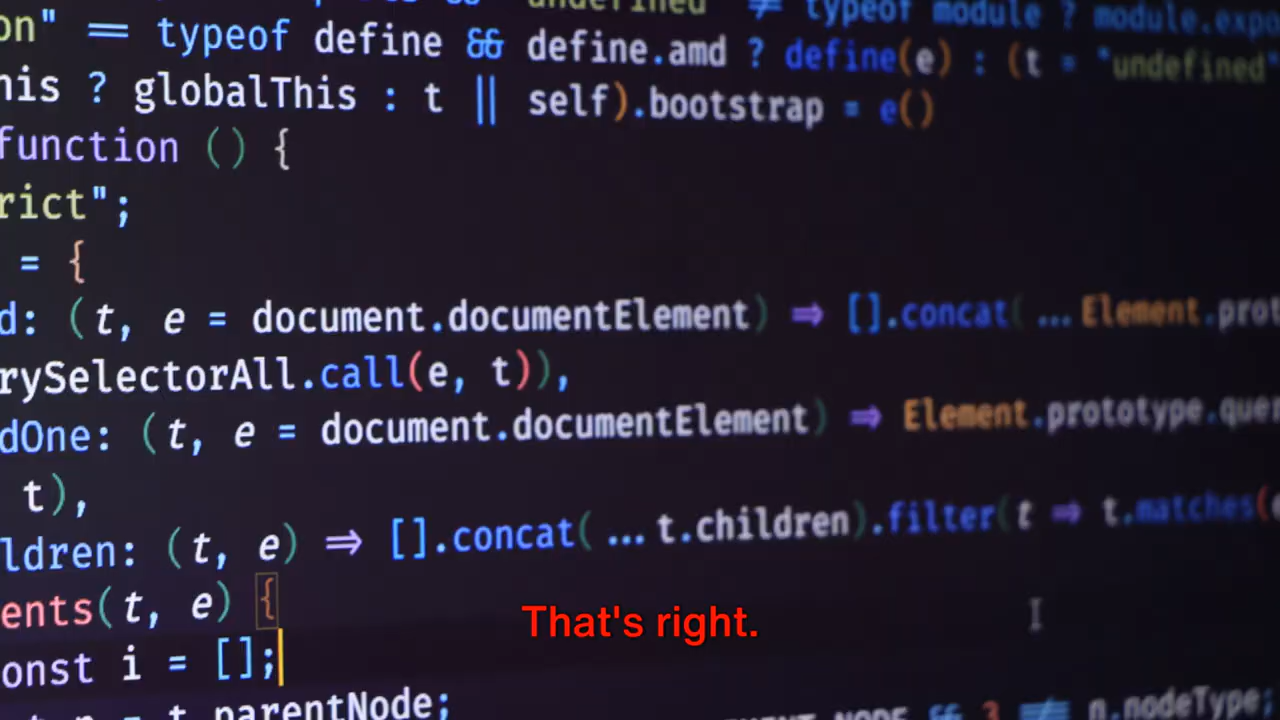 on" == typeof define && define.amd ? define(e) : (t = "undefined"
his ? globalThis : t || self).bootstrap = e()
function () {
rict";
= {
d: (t, e = document.documentElement) => [].concat( ... Element.prot
rySelectorAll.call(e, t)),
dOne: (t, e = document.documentElement) => Element.prototype.que
t),
ldren: (t, e) => [].concat( ... t.children).filter(t => t.matches(
ents(t, e) {
That's right.
onst i = [];
t.parentNode;